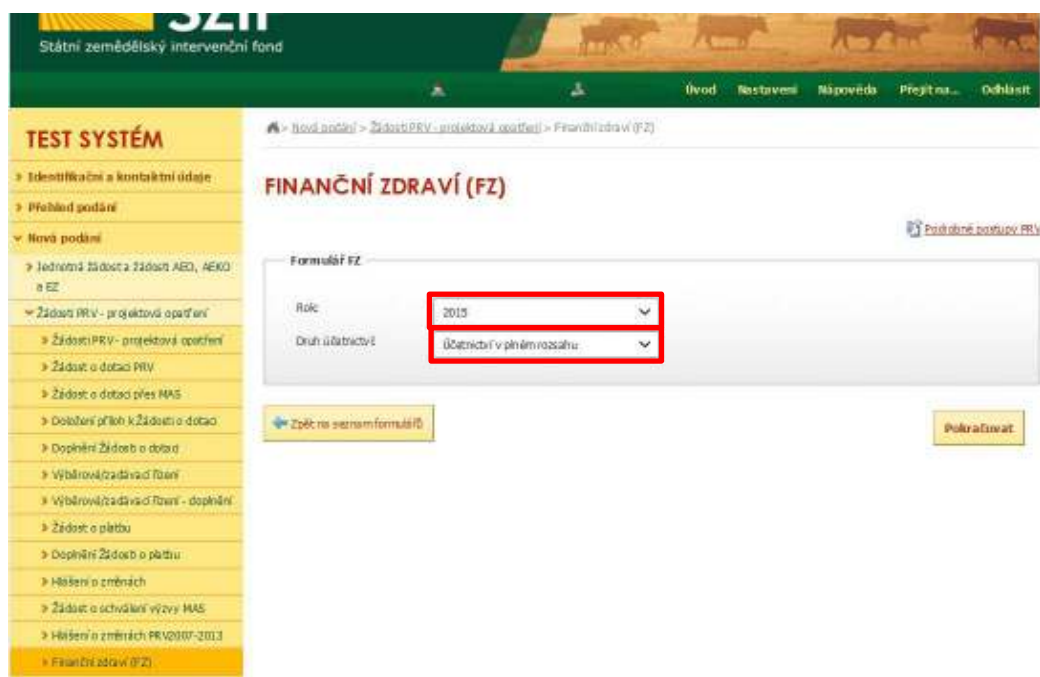 SZIF
Státní zemědělský intervenční fond
Úvod Nastavení Nápověda Přejít na... Odhlásit
TEST SYSTÉM
Identifikační a kontaktní údaje
Přehled podání
Nová podání
Jednotná žádost a žádosti AEO, AEKO a EZ
Žádosti PRV - projektová opatření
Žádosti PRV - projektová opatření
Žádost o dotaci PRV
Žádost o dotaci přes MAS
Doložení příloh k Žádosti o dotaci
Doplnění Žádosti o dotaci
Výběrové/zadávací řízení
Výběrové/zadávací řízení - doplnění
Žádost o platbu
Doplnění Žádosti o platbu
Hlášení o změnách
Žádost o schválení výzvy MAS
Hlášení o změnách PRV2007-2013
Finanční zdraví (FZ)
> Nová podání > Žádosti PRV - projektová opatření > Finanční zdraví (FZ)
FINANČNÍ ZDRAVÍ (FZ)
Podrobné postupy PRV
Formulář FZ
Rok: 2015
Druh účetnictví: Účetnictví v plném rozsahu
Zpět na seznam formulářů
Pokračovat